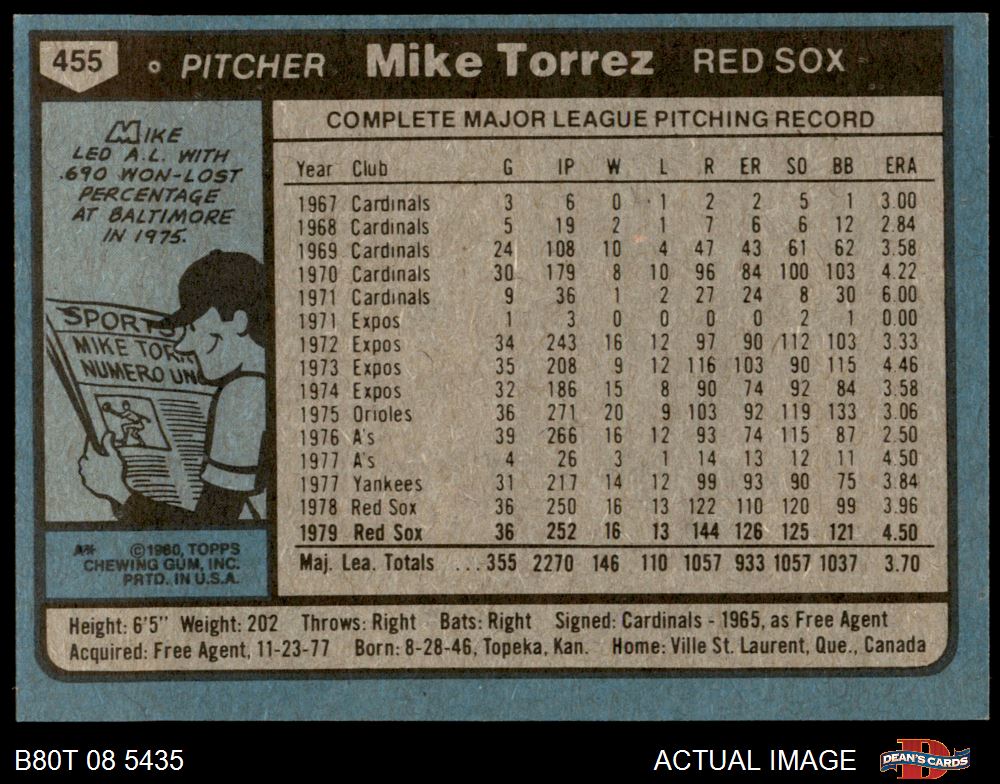 455 PITCHER Mike Torrez RED SOX
MIKE
LED A.L. WITH
.690 WON-LOST
PERCENTAGE
AT BALTIMORE
IN 1975.
SPORTS
MIKE TORR
NUMERO UNO
©1980, TOPPS
CHEWING GUM, INC.
PRTD. IN U.S.A.
COMPLETE MAJOR LEAGUE PITCHING RECORD
Year Club G IP W L R ER SO BB ERA
1967 Cardinals 3 6 0 1 2 2 5 1 3.00
1968 Cardinals 5 19 2 1 7 6 6 12 2.84
1969 Cardinals 24 108 10 4 47 43 61 62 3.58
1970 Cardinals 30 179 8 10 96 84 100 103 4.22
1971 Cardinals 9 36 1 2 27 24 8 30 6.00
1971 Expos 1 3 0 0 0 0 2 1 0.00
1972 Expos 34 243 16 12 97 90 112 103 3.33
1973 Expos 35 208 9 12 116 103 90 115 4.46
1974 Expos 32 186 15 8 90 74 92 84 3.58
1975 Orioles 36 271 20 9 103 92 119 133 3.06
1976 A's 39 266 16 12 93 74 115 87 2.50
1977 A's 4 26 3 1 14 13 12 11 4.50
1977 Yankees 31 217 14 12 99 93 90 75 3.84
1978 Red Sox 36 250 16 13 122 110 120 99 3.96
1979 Red Sox 36 252 16 13 144 126 125 121 4.50
Maj. Lea. Totals ...355 2270 146 110 1057 933 1057 1037 3.70
Height: 6'5" Weight: 202 Throws: Right Bats: Right Signed: Cardinals - 1965, as Free Agent
Acquired: Free Agent, 11-23-77 Born: 8-28-46, Topeka, Kan. Home: Ville St. Laurent, Que., Canada
B80T 08 5435 ACTUAL IMAGE DEAN'S CARDS